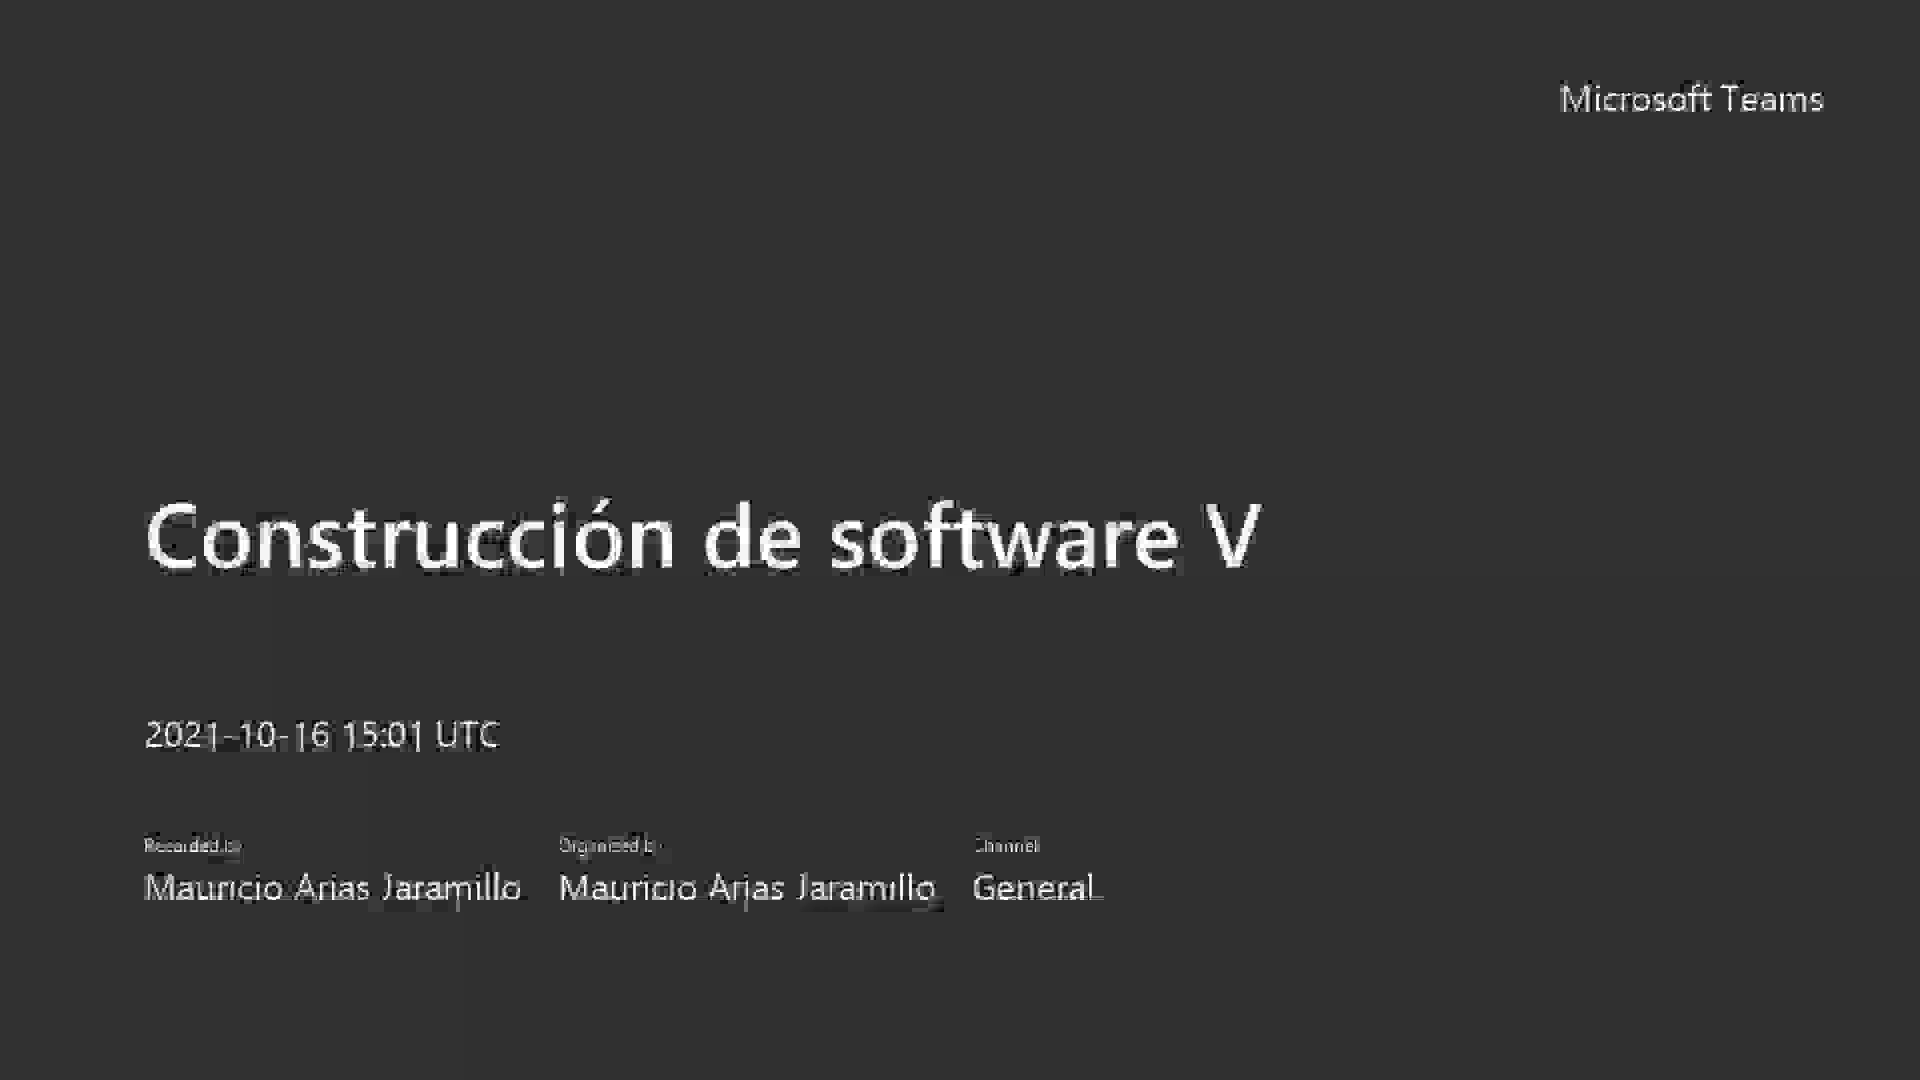 Microsoft Teams
Construcción de software V
2021-10-16 15:01 UTC
Recorded by
Organized by
Channel
Mauricio Arias Jaramillo
Mauricio Arias Jaramillo
General